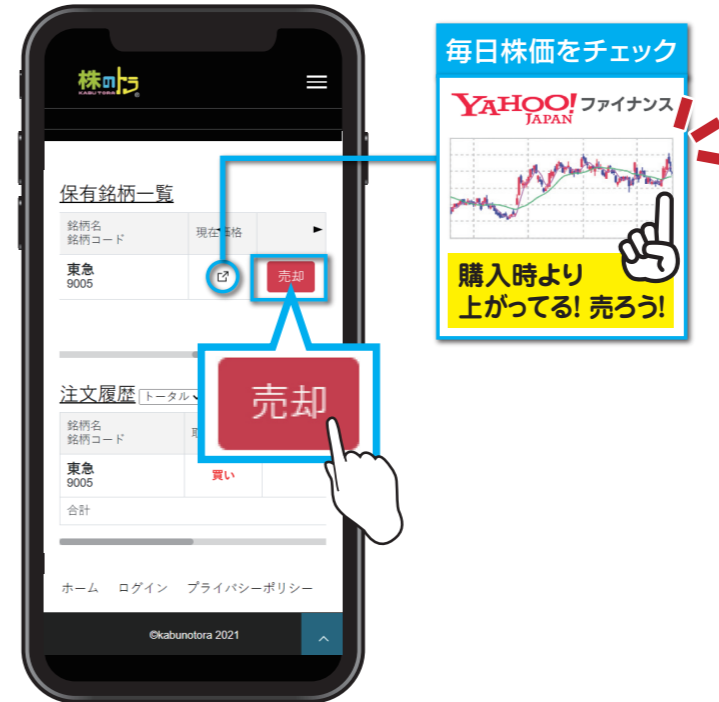 株のトラ
KABUTORA
保有銘柄一覧
銘柄名
銘柄コード
現在
格
東急
9005
売却
注文履歴
トータル
銘柄名
銘柄コード
東急
9005
買い
合計
売却
ホーム ログイン プライバシーポリシー
©kabunotora 2021
毎日株価をチェック
YAHOO! ファイナンス
JAPAN
購入時より
上がってる! 売ろう!